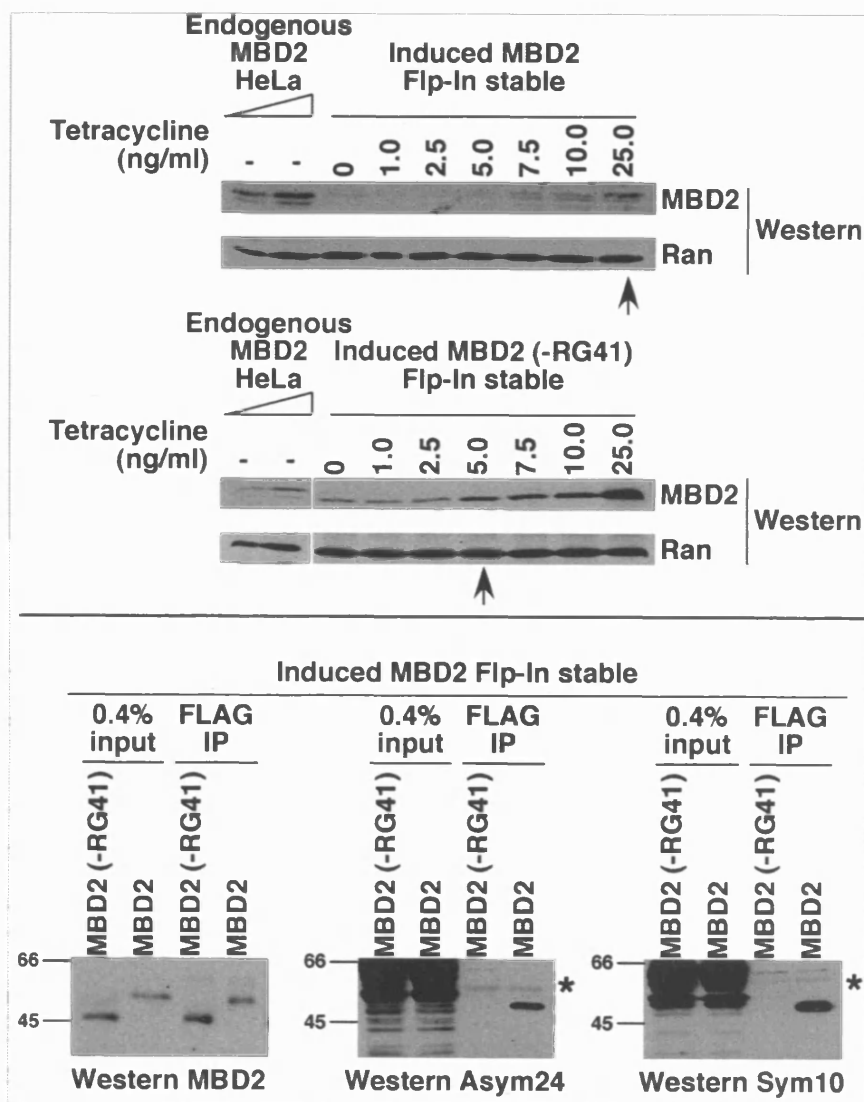 Endogenous
MBD2
HeLa
Induced MBD2
Flp-In stable
Tetracycline
(ng/ml)
- - 0 1.0 2.5 5.0 7.5 10.0 25.0
MBD2
Ran
Western
Endogenous
MBD2
HeLa
Induced MBD2 (-RG41)
Flp-In stable
Tetracycline
(ng/ml)
- - 0 1.0 2.5 5.0 7.5 10.0 25.0
MBD2
Ran
Western
Induced MBD2 Flp-In stable
0.4%
input
FLAG
IP
0.4%
input
FLAG
IP
0.4%
input
FLAG
IP
MBD2 (-RG41)
MBD2
MBD2 (-RG41)
MBD2
MBD2 (-RG41)
MBD2
MBD2 (-RG41)
MBD2
MBD2 (-RG41)
MBD2
MBD2 (-RG41)
MBD2
66
45
66
45
*
66
45
*
Western MBD2
Western Asym24
Western Sym10